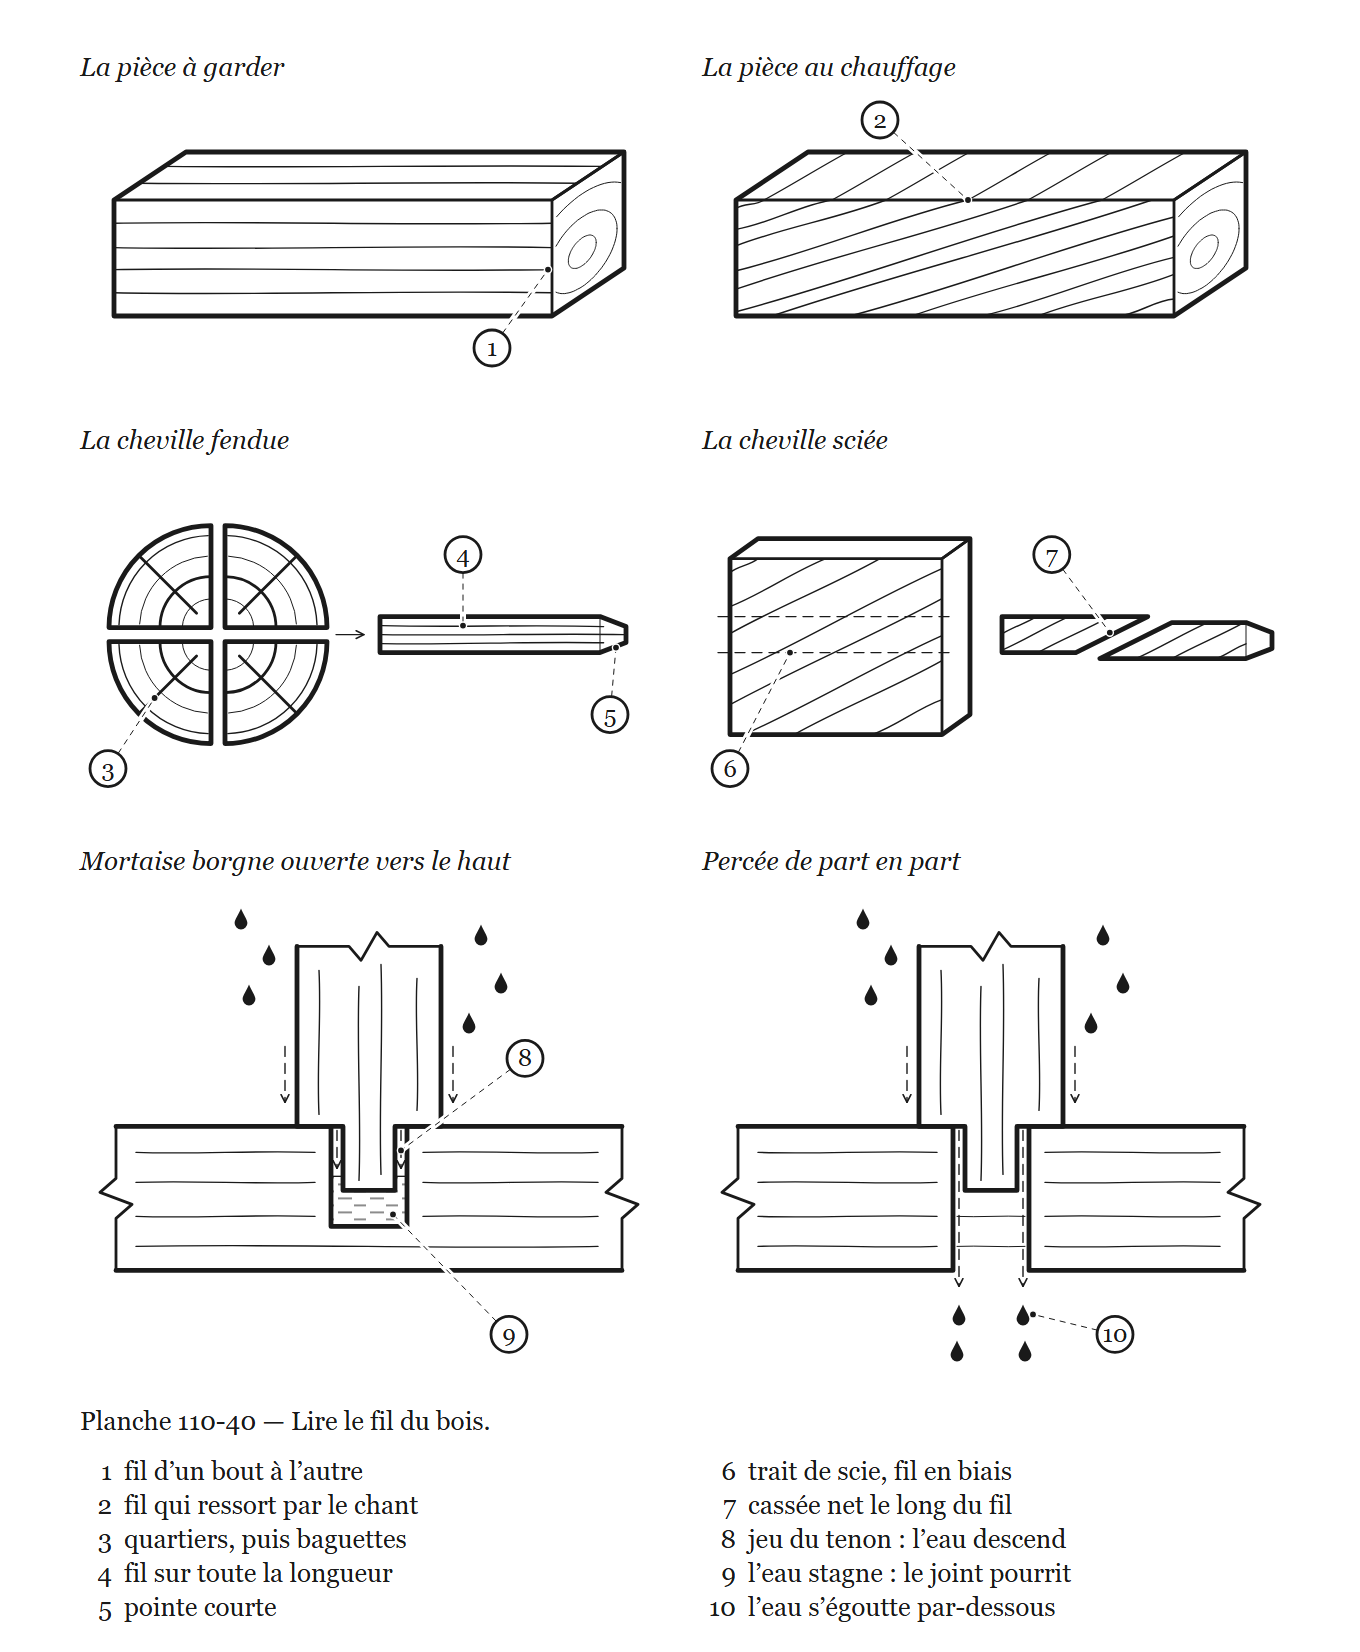 La pièce à garder
La pièce au chauffage
2
1
La cheville fendue
La cheville sciée
4
7
5
3
6
Mortaise borgne ouverte vers le haut
Percée de part en part
8
9
10
Planche 110-40 — Lire le fil du bois.
1 fil d’un bout à l’autre
2 fil qui ressort par le chant
3 quartiers, puis baguettes
4 fil sur toute la longueur
5 pointe courte
6 trait de scie, fil en biais
7 cassée net le long du fil
8 jeu du tenon : l’eau descend
9 l’eau stagne : le joint pourrit
10 l’eau s’égoutte par-dessous